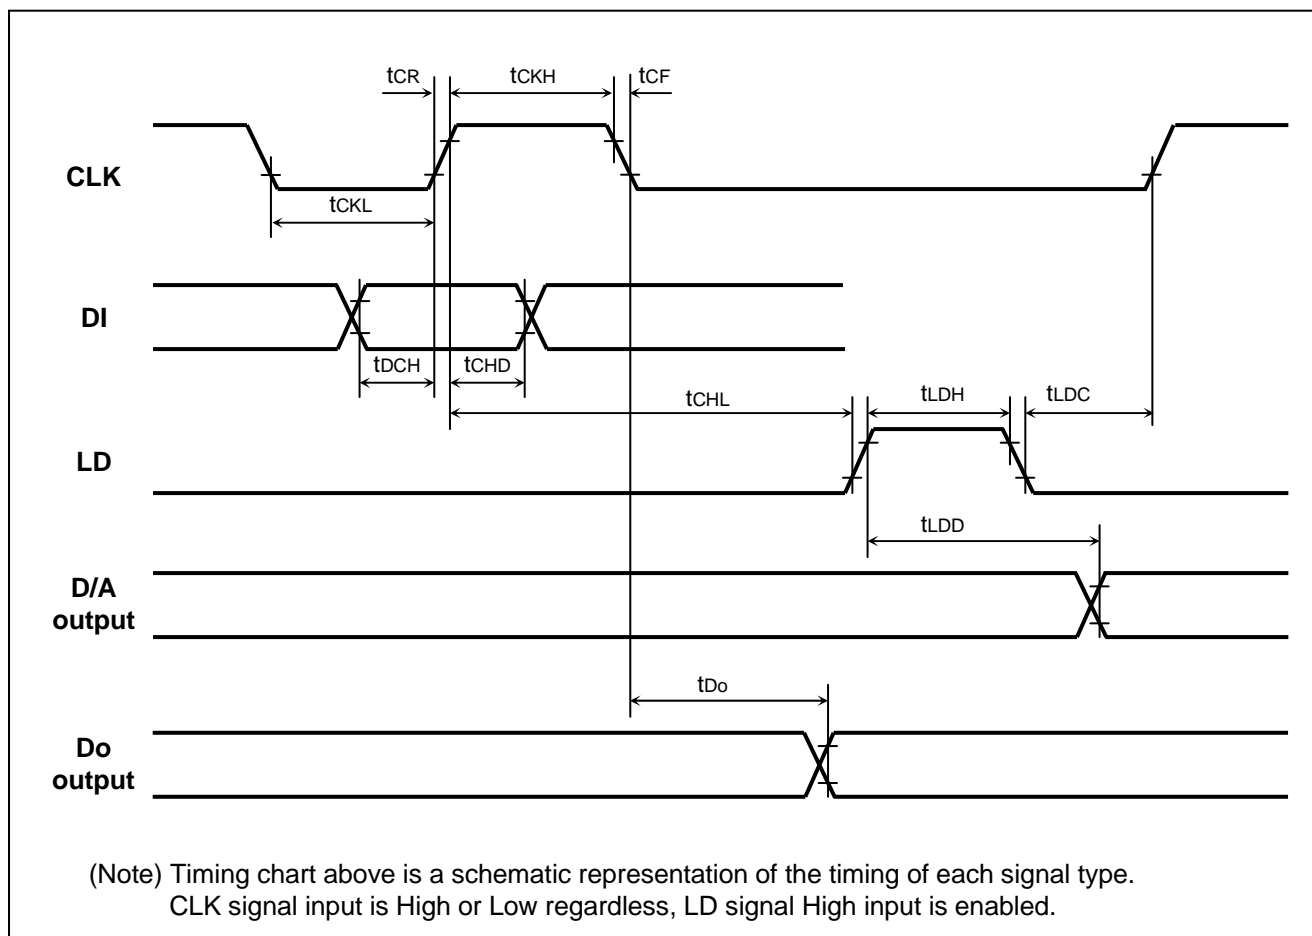 tCR
tCKH
tCF
CLK
tCKL
DI
tDCH
tCHD
tCHL
tLDH
tLDC
LD
tLDD
D/A
output
tDo
Do
output
(Note) Timing chart above is a schematic representation of the timing of each signal type.
CLK signal input is High or Low regardless, LD signal High input is enabled.